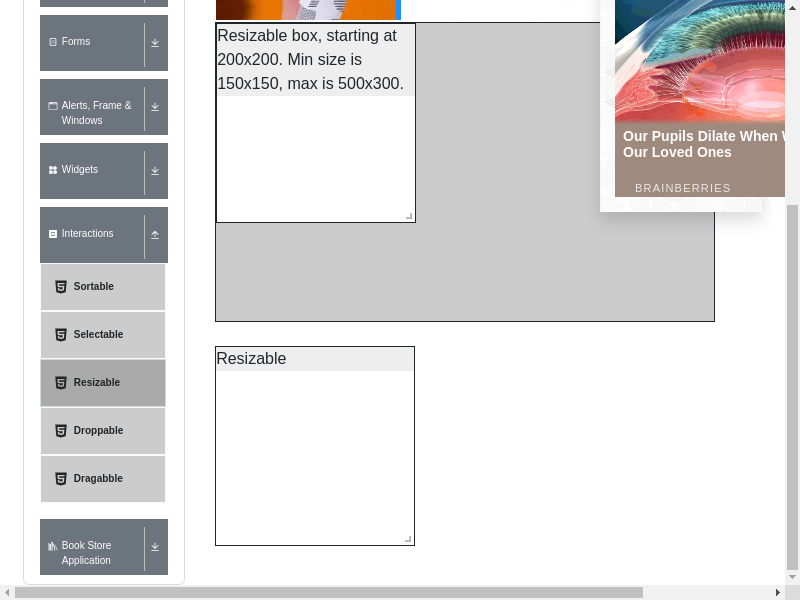 Forms
Alerts, Frame &
Windows
Widgets
Interactions
Sortable
Selectable
Resizable
Droppable
Dragabble
Book Store
Application
Resizable box, starting at
200x200. Min size is
150x150, max is 500x300.
Resizable
Our Pupils Dilate When
Our Loved Ones
BRAINBERRIES